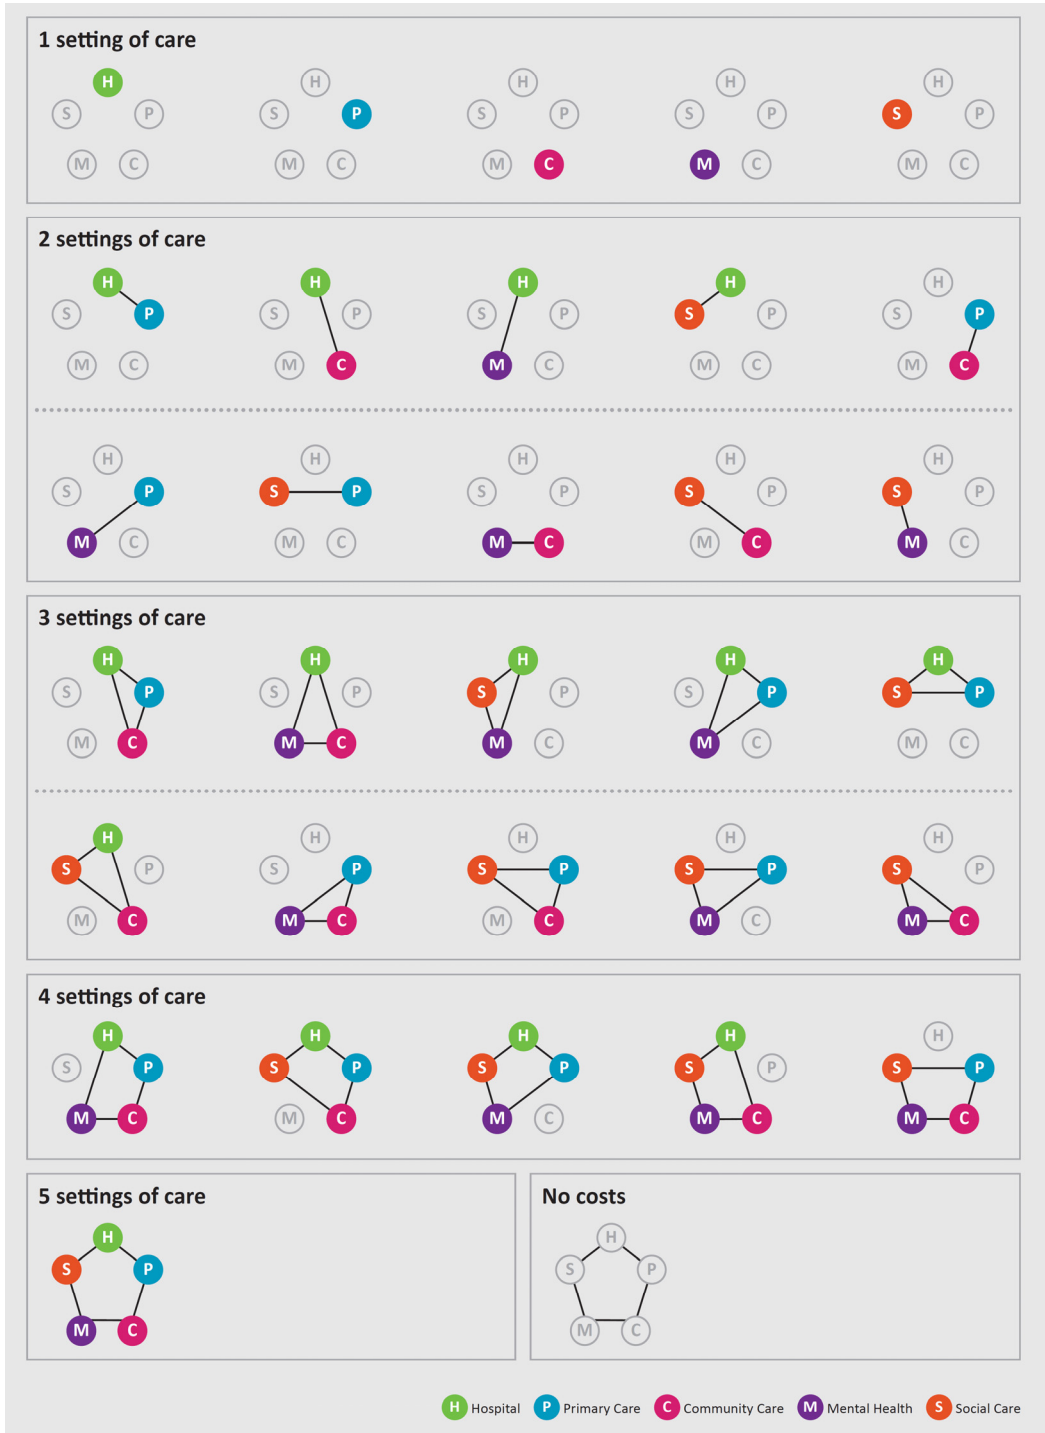 1 setting of care
H H H H H
S P S P S P S P S P
M C M C M C M C M C
2 settings of care
H H H H H
S P S P S P S P S P
M C M C M C M C M C
H H H H H
S P S P S P S P S P
M C M C M C M C M C
3 settings of care
H H H H H
S P S P S P S P S P
M C M C M C M C M C
H H H H H
S P S P S P S P S P
M C M C M C M C M C
4 settings of care
H H H H H
S P S P S P S P S P
M C M C M C M C M C
5 settings of care
H
S P
M C
No costs
H
S P
M C
H Hospital P Primary Care C Community Care M Mental Health S Social Care